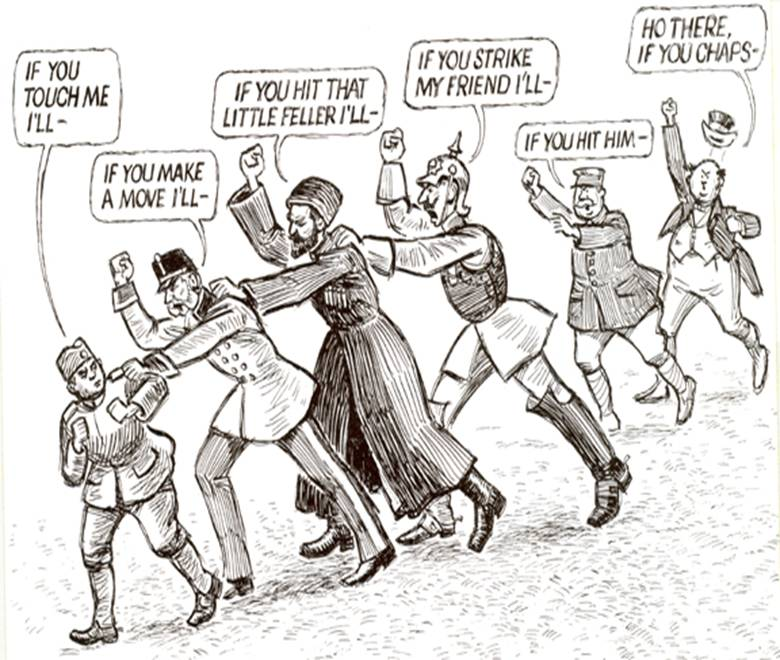 IF YOU
TOUCH ME
I'LL-
IF YOU MAKE
A MOVE I'LL-
IF YOU HIT THAT
LITTLE FELLER I'LL-
IF YOU STRIKE
MY FRIEND I'LL-
IF YOU HIT HIM-
HO THERE,
IF YOU CHAPS-